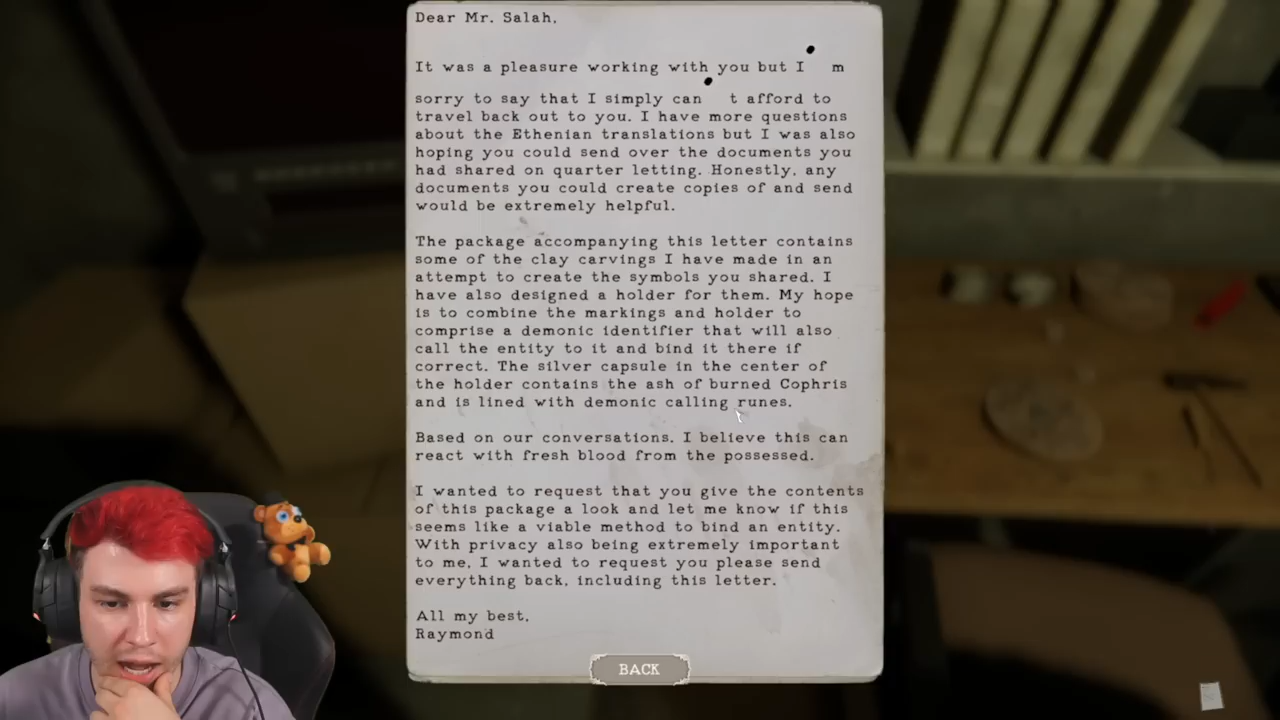 Dear Mr. Salah,
It was a pleasure working with you but I m
sorry to say that I simply can t afford to
travel back out to you. I have more questions
about the Ethenian translations but I was also
hoping you could send over the documents you
had shared on quarter letting. Honestly, any
documents you could create copies of and send
would be extremely helpful.
The package accompanying this letter contains
some of the clay carvings I have made in an
attempt to create the symbols you shared. I
have also designed a holder for them. My hope
is to combine the markings and holder to
comprise a demonic identifier that will also
call the entity to it and bind it there if
correct. The silver capsule in the center of
the holder contains the ash of burned Cophris
and is lined with demonic calling runes.
Based on our conversations, I believe this can
react with fresh blood from the possessed.
I wanted to request that you give the contents
of this package a look and let me know if this
seems like a viable method to bind an entity.
With privacy also being extremely important
to me, I wanted to request you please send
everything back, including this letter.
All my best,
Raymond
BACK